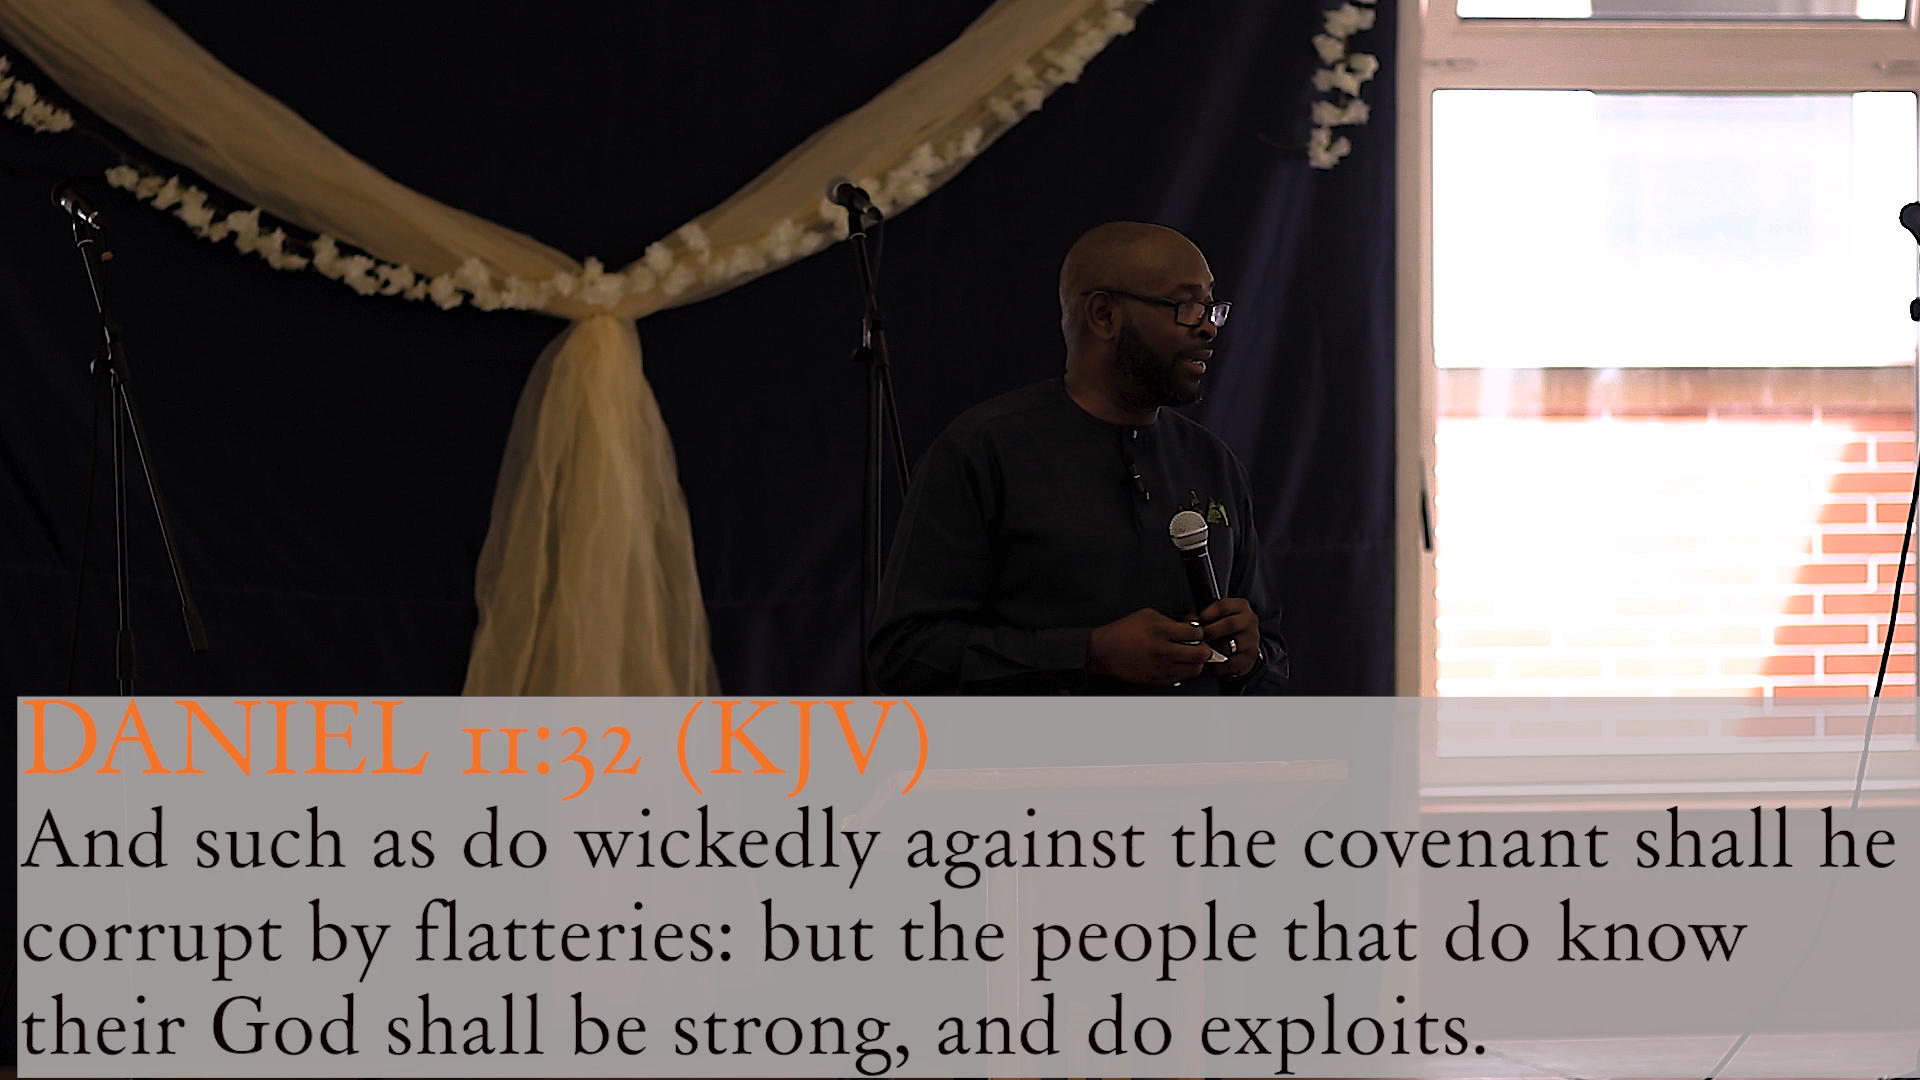 DANIEL 11:32 (KJV)
And such as do wickedly against the covenant shall he
corrupt by flatteries: but the people that do know
their God shall be strong, and do exploits.